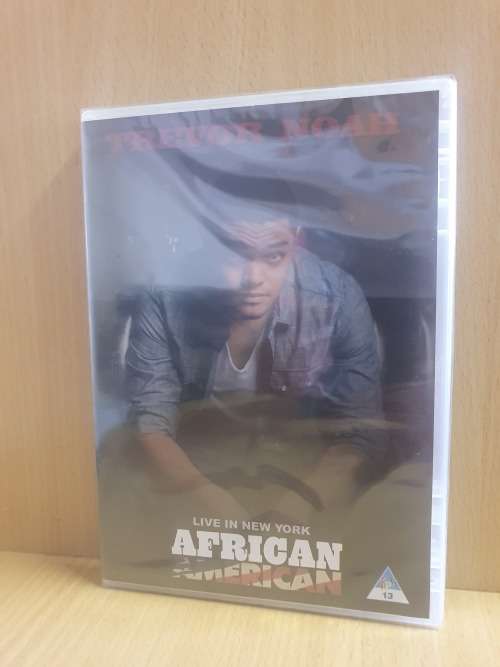 TREVOR NOAH
LIVE IN NEW YORK
AFRICAN
AMERICAN
13